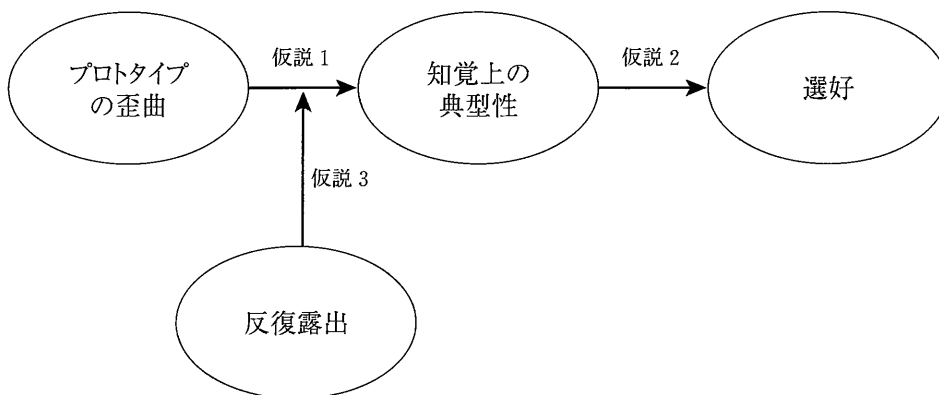 仮説 1
プロトタイプ
の歪曲
知覚上の
典型性
仮説 2
選好
仮説 3
反復露出